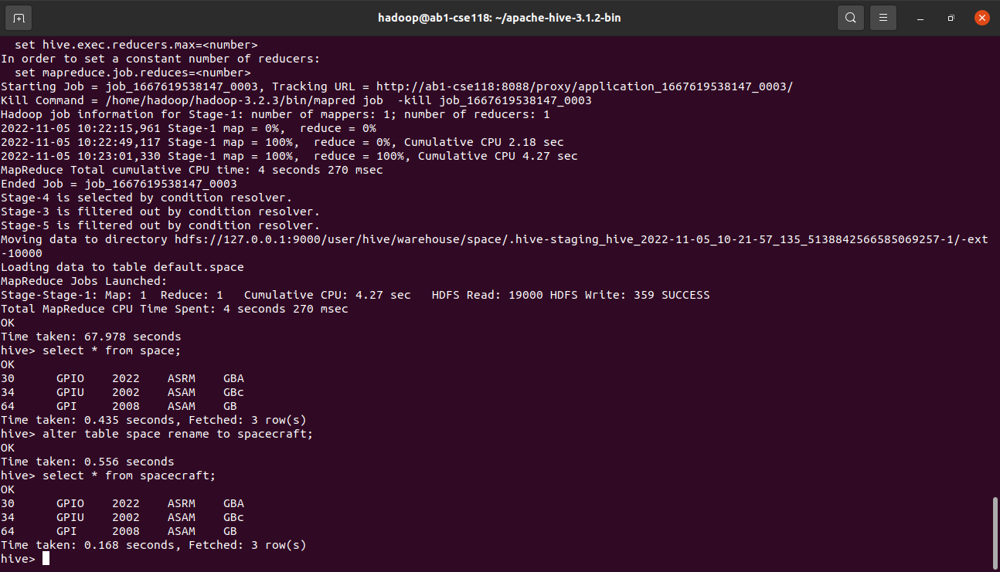 hadoop@ab1-cse118: ~/apache-hive-3.1.2-bin
  set hive.exec.reducers.max=<number>
In order to set a constant number of reducers:
  set mapreduce.job.reduces=<number>
Starting Job = job_1667619538147_0003, Tracking URL = http://ab1-cse118:8088/proxy/application_1667619538147_0003/
Kill Command = /home/hadoop/hadoop-3.2.3/bin/mapred job  -kill job_1667619538147_0003
Hadoop job information for Stage-1: number of mappers: 1; number of reducers: 1
2022-11-05 10:22:15,961 Stage-1 map = 0%,  reduce = 0%
2022-11-05 10:22:49,117 Stage-1 map = 100%,  reduce = 0%, Cumulative CPU 2.18 sec
2022-11-05 10:23:01,330 Stage-1 map = 100%,  reduce = 100%, Cumulative CPU 4.27 sec
MapReduce Total cumulative CPU time: 4 seconds 270 msec
Ended Job = job_1667619538147_0003
Stage-4 is selected by condition resolver.
Stage-3 is filtered out by condition resolver.
Stage-5 is filtered out by condition resolver.
Moving data to directory hdfs://127.0.0.1:9000/user/hive/warehouse/space/.hive-staging_hive_2022-11-05_10-21-57_135_5138842566585069257-1/-ext
-10000
Loading data to table default.space
MapReduce Jobs Launched:
Stage-Stage-1: Map: 1  Reduce: 1   Cumulative CPU: 4.27 sec   HDFS Read: 19000 HDFS Write: 359 SUCCESS
Total MapReduce CPU Time Spent: 4 seconds 270 msec
OK
Time taken: 67.978 seconds
hive> select * from space;
OK
30      GPIO    2022    ASRM    GBA
34      GPIU    2002    ASAM    GBc
64      GPI     2008    ASAM    GB
Time taken: 0.435 seconds, Fetched: 3 row(s)
hive> alter table space rename to spacecraft;
OK
Time taken: 0.556 seconds
hive> select * from spacecraft;
OK
30      GPIO    2022    ASRM    GBA
34      GPIU    2002    ASAM    GBc
64      GPI     2008    ASAM    GB
Time taken: 0.168 seconds, Fetched: 3 row(s)
hive>